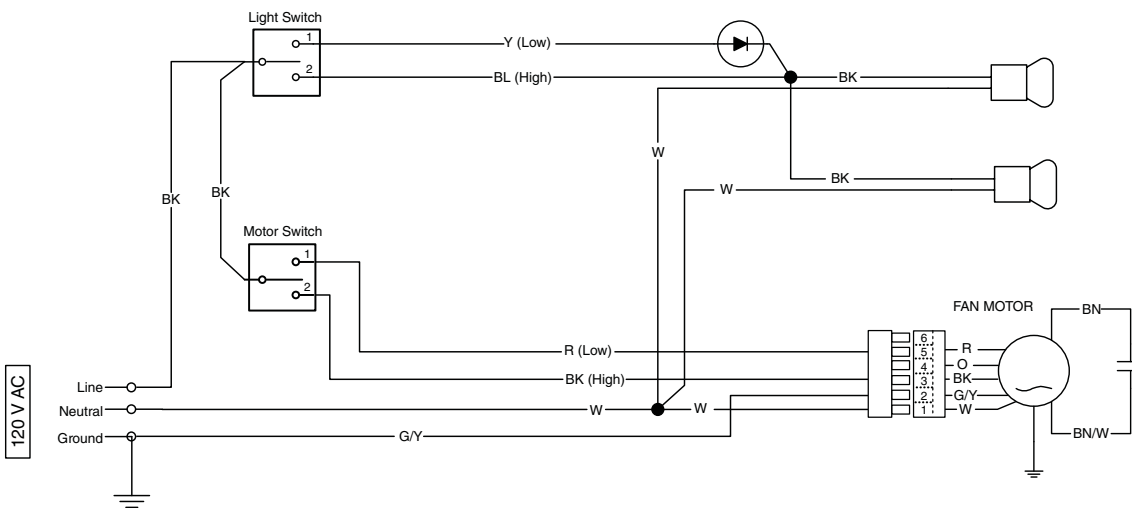 Light Switch
1
Y (Low)
2
BL (High)
BK
W
BK
BK
BK
W
Motor Switch
1
2
FAN MOTOR
BN
R (Low)
6
5
R
4
O
BK (High)
3
BK
2
G/Y
1
W
120 V AC
Line
Neutral
W
W
Ground
G/Y
BN/W